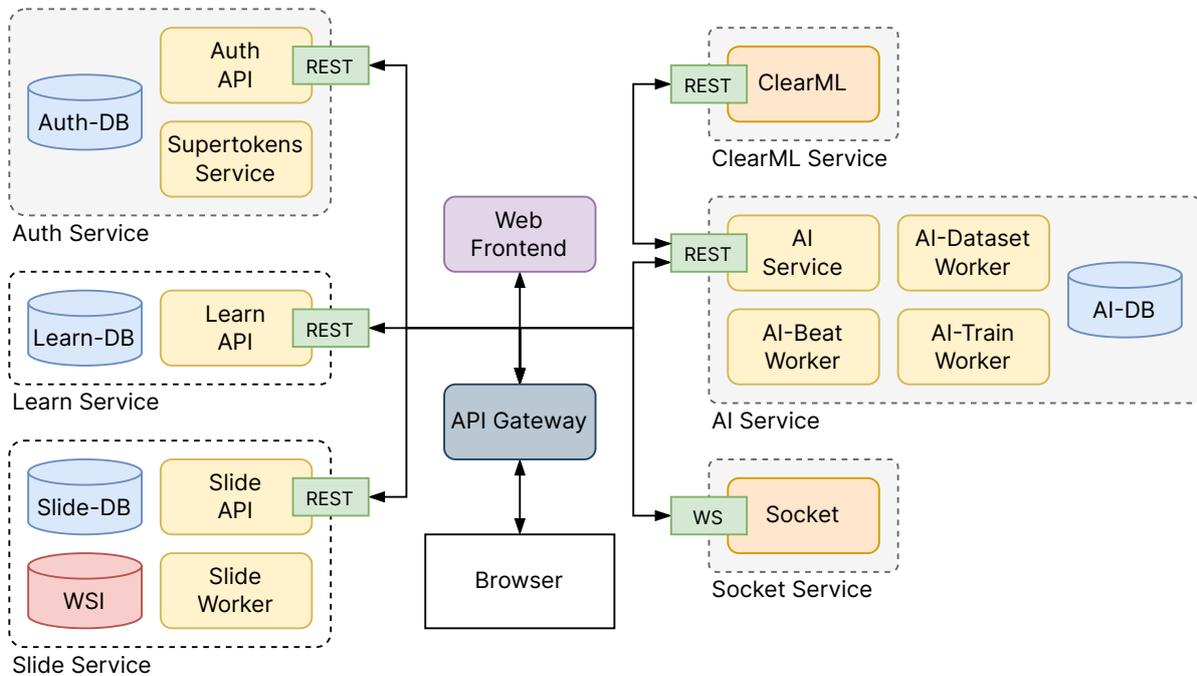 Auth
API
REST
Auth-DB
Supertokens
Service
Auth Service
Learn-DB
Learn
API
REST
Learn Service
Slide-DB
Slide
API
REST
WSI
Slide
Worker
Slide Service
Web
Frontend
API Gateway
Browser
REST
ClearML
ClearML Service
REST
AI
Service
AI-Dataset
Worker
AI-DB
AI-Beat
Worker
AI-Train
Worker
AI Service
WS
Socket
Socket Service